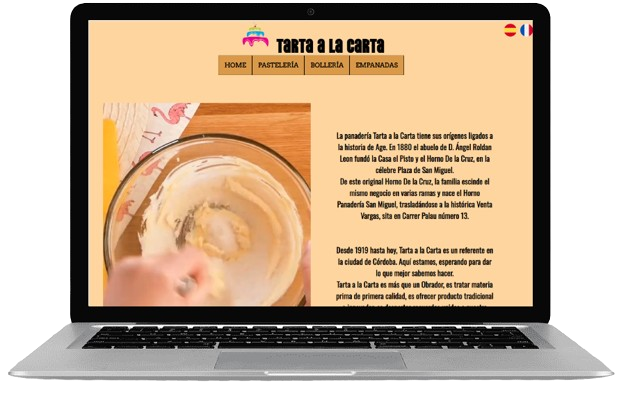 TARTA A LA CARTA
HOME PASTELERÍA BOLLERÍA EMPANADAS
La panadería Tarta a la Carta tiene sus orígenes ligados a
la historia de Age. En 1880 el abuelo de D. Ángel Roldan
Leon fundó la Casa el Pisto y el Horno De la Cruz, en la
célebre Plaza de San Miguel.
De este original Horno De la Cruz, la familia escinde el
mismo negocio en varias ramas y nace el Horno
Panadería San Miguel, trasladándose a la histórica Venta
Vargas, sita en Carrer Palau número 13.
Desde 1919 hasta hoy, Tarta a la Carta es un referente en
la ciudad de Córdoba. Aquí estamos, esperando para dar
lo que mejor sabemos hacer.
Tarta a la Carta es más que un Obrador, es tratar materia
prima de primera calidad, es ofrecer producto tradicional